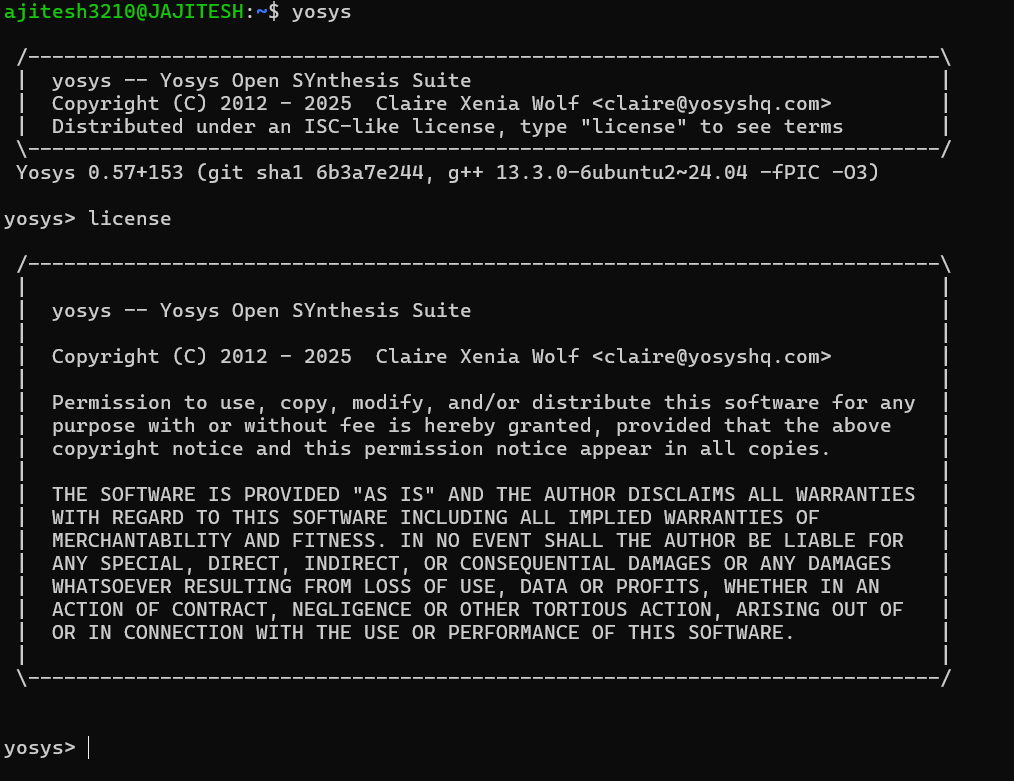 ajitesh3210@JAJITESH:~$ yosys
/----------------------------------------------------------------------------\
|  yosys -- Yosys Open SYnthesis Suite                                       |
|  Copyright (C) 2012 - 2025  Claire Xenia Wolf <claire@yosyshq.com>         |
|  Distributed under an ISC-like license, type "license" to see terms        |
\----------------------------------------------------------------------------/
Yosys 0.57+153 (git sha1 6b3a7e244, g++ 13.3.0-6ubuntu2~24.04 -fPIC -O3)
yosys> license
/----------------------------------------------------------------------------\
|                                                                            |
|  yosys -- Yosys Open SYnthesis Suite                                       |
|                                                                            |
|  Copyright (C) 2012 - 2025  Claire Xenia Wolf <claire@yosyshq.com>         |
|                                                                            |
|  Permission to use, copy, modify, and/or distribute this software for any  |
|  purpose with or without fee is hereby granted, provided that the above    |
|  copyright notice and this permission notice appear in all copies.         |
|                                                                            |
|  THE SOFTWARE IS PROVIDED "AS IS" AND THE AUTHOR DISCLAIMS ALL WARRANTIES  |
|  WITH REGARD TO THIS SOFTWARE INCLUDING ALL IMPLIED WARRANTIES OF          |
|  MERCHANTABILITY AND FITNESS. IN NO EVENT SHALL THE AUTHOR BE LIABLE FOR   |
|  ANY SPECIAL, DIRECT, INDIRECT, OR CONSEQUENTIAL DAMAGES OR ANY DAMAGES    |
|  WHATSOEVER RESULTING FROM LOSS OF USE, DATA OR PROFITS, WHETHER IN AN     |
|  ACTION OF CONTRACT, NEGLIGENCE OR OTHER TORTIOUS ACTION, ARISING OUT OF   |
|  OR IN CONNECTION WITH THE USE OR PERFORMANCE OF THIS SOFTWARE.            |
|                                                                            |
\----------------------------------------------------------------------------/
yosys>